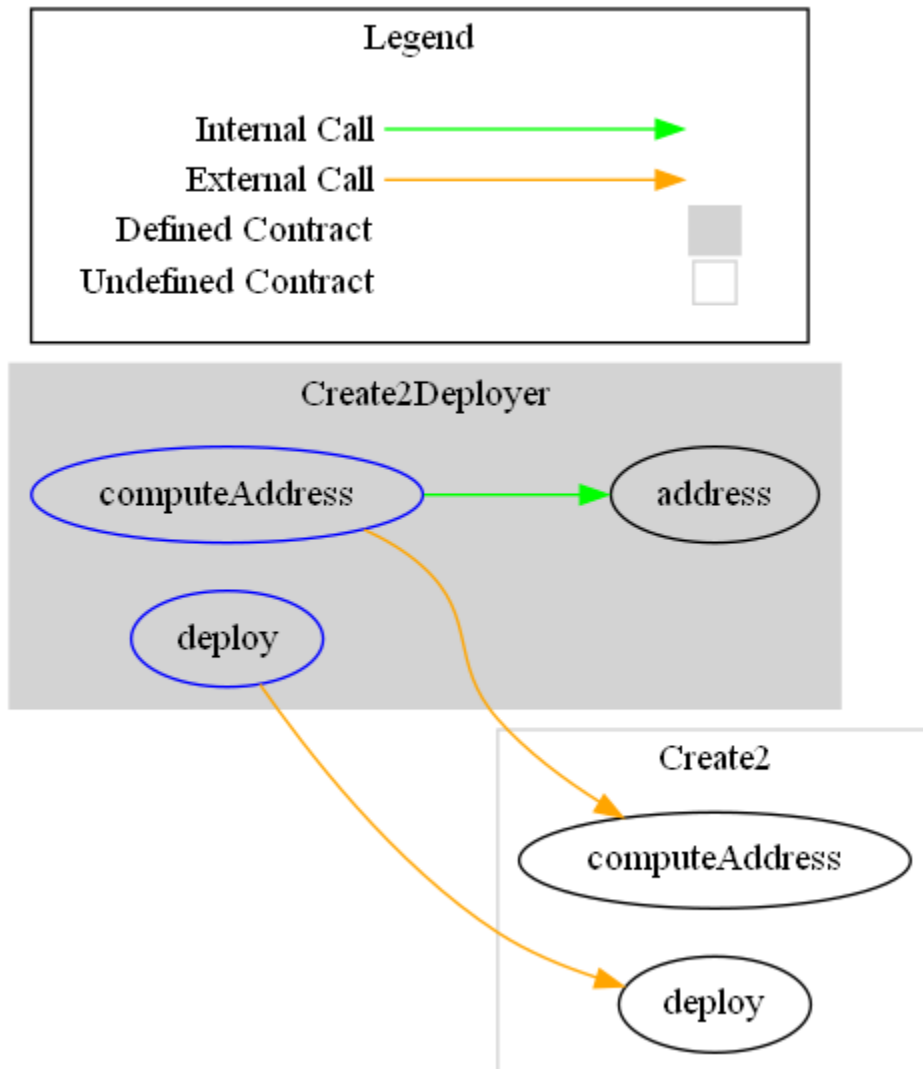 Legend
Internal Call
External Call
Defined Contract
Undefined Contract
Create2Deployer
computeAddress
address
deploy
Create2
computeAddress
deploy